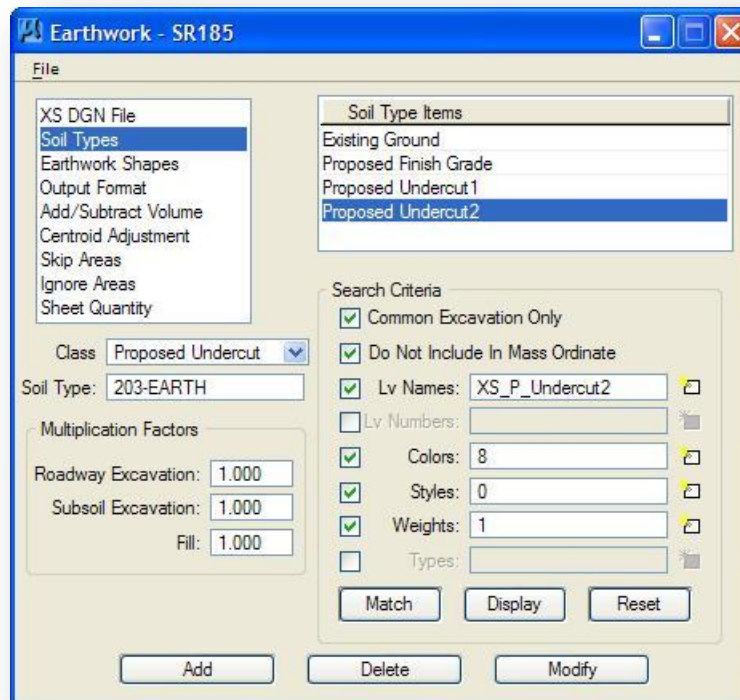 Earthwork - SR185
File
XS DGN File
Soil Types
Earthwork Shapes
Output Format
Add/Subtract Volume
Centroid Adjustment
Skip Areas
Ignore Areas
Sheet Quantity
Class Proposed Undercut
Soil Type: 203-EARTH
Multiplication Factors
Roadway Excavation: 1.000
Subsoil Excavation: 1.000
Fill: 1.000
Soil Type Items
Existing Ground
Proposed Finish Grade
Proposed Undercut1
Proposed Undercut2
Search Criteria
Common Excavation Only
Do Not Include In Mass Ordinate
Lv Names: XS_P_Undercut2
Lv Numbers:
Colors: 8
Styles: 0
Weights: 1
Types:
Match Display Reset
Add Delete Modify